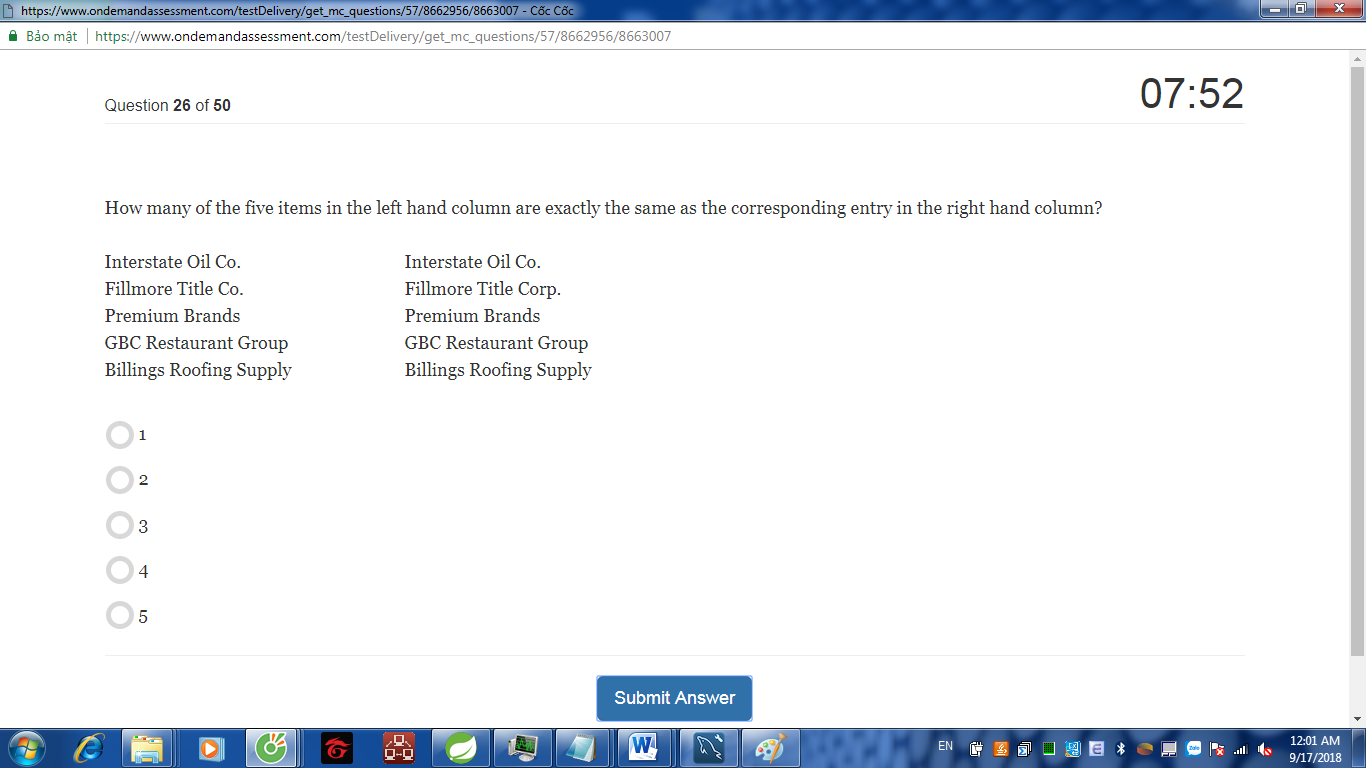 https://www.ondemandassessment.com/testDelivery/get_mc_questions/57/8662956/8663007 - Cốc Cốc
Bảo mật https://www.ondemandassessment.com/testDelivery/get_mc_questions/57/8662956/8663007
Question 26 of 50
07:52
How many of the five items in the left hand column are exactly the same as the corresponding entry in the right hand column?
Interstate Oil Co. Interstate Oil Co.
Fillmore Title Co. Fillmore Title Corp.
Premium Brands Premium Brands
GBC Restaurant Group GBC Restaurant Group
Billings Roofing Supply Billings Roofing Supply
1
2
3
4
5
Submit Answer
EN
12:01 AM
9/17/2018